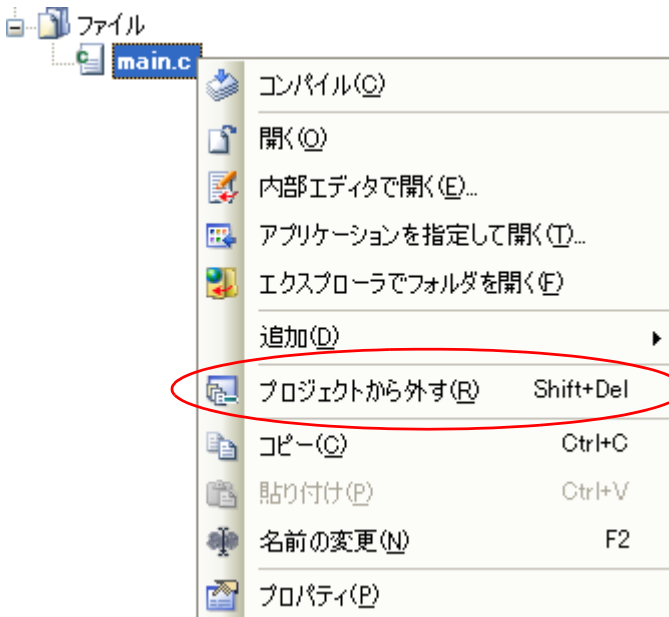 ファイル
main.c
コンパイル(C)
開く(O)
内部エディタで開く(E)...
アプリケーションを指定して開く(T)...
エクスプローラでフォルダを開く(F)
追加(D)
プロジェクトから外す(R) Shift+Del
コピー(C) Ctrl+C
貼り付け(P) Ctrl+V
名前の変更(N) F2
プロパティ(P)